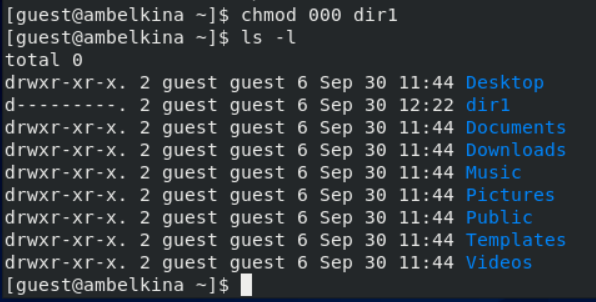 [guest@ambelkina ~]$ chmod 000 dir1
[guest@ambelkina ~]$ ls -l
total 0
drwxr-xr-x. 2 guest guest 6 Sep 30 11:44 Desktop
d---------. 2 guest guest 6 Sep 30 12:22 dir1
drwxr-xr-x. 2 guest guest 6 Sep 30 11:44 Documents
drwxr-xr-x. 2 guest guest 6 Sep 30 11:44 Downloads
drwxr-xr-x. 2 guest guest 6 Sep 30 11:44 Music
drwxr-xr-x. 2 guest guest 6 Sep 30 11:44 Pictures
drwxr-xr-x. 2 guest guest 6 Sep 30 11:44 Public
drwxr-xr-x. 2 guest guest 6 Sep 30 11:44 Templates
drwxr-xr-x. 2 guest guest 6 Sep 30 11:44 Videos
[guest@ambelkina ~]$